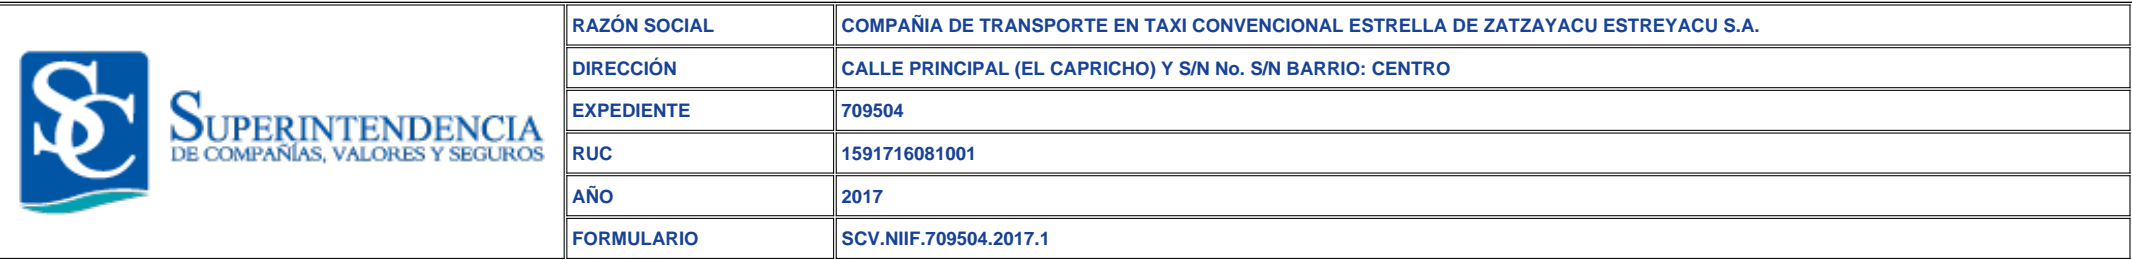 SC
SUPERINTENDENCIA
DE COMPAÑÍAS, VALORES Y SEGUROS
RAZÓN SOCIAL COMPAÑIA DE TRANSPORTE EN TAXI CONVENCIONAL ESTRELLA DE ZATZAYACU ESTREYACU S.A.
DIRECCIÓN CALLE PRINCIPAL (EL CAPRICHO) Y S/N No. S/N BARRIO: CENTRO
EXPEDIENTE 709504
RUC 1591716081001
AÑO 2017
FORMULARIO SCV.NIIF.709504.2017.1